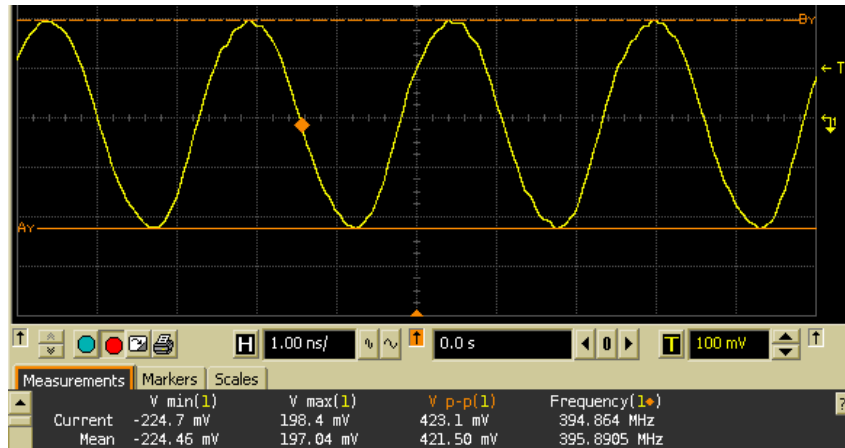 BY
T
1
AY
H 1.00 ns/ 0.0 s 0 T 100 mV
Measurements Markers Scales
V min(1) V max(1) V p-p(1) Frequency(1◆) ?
Current -224.7 mV 198.4 mV 423.1 mV 394.864 MHz
Mean -224.46 mV 197.04 mV 421.50 mV 395.8905 MHz